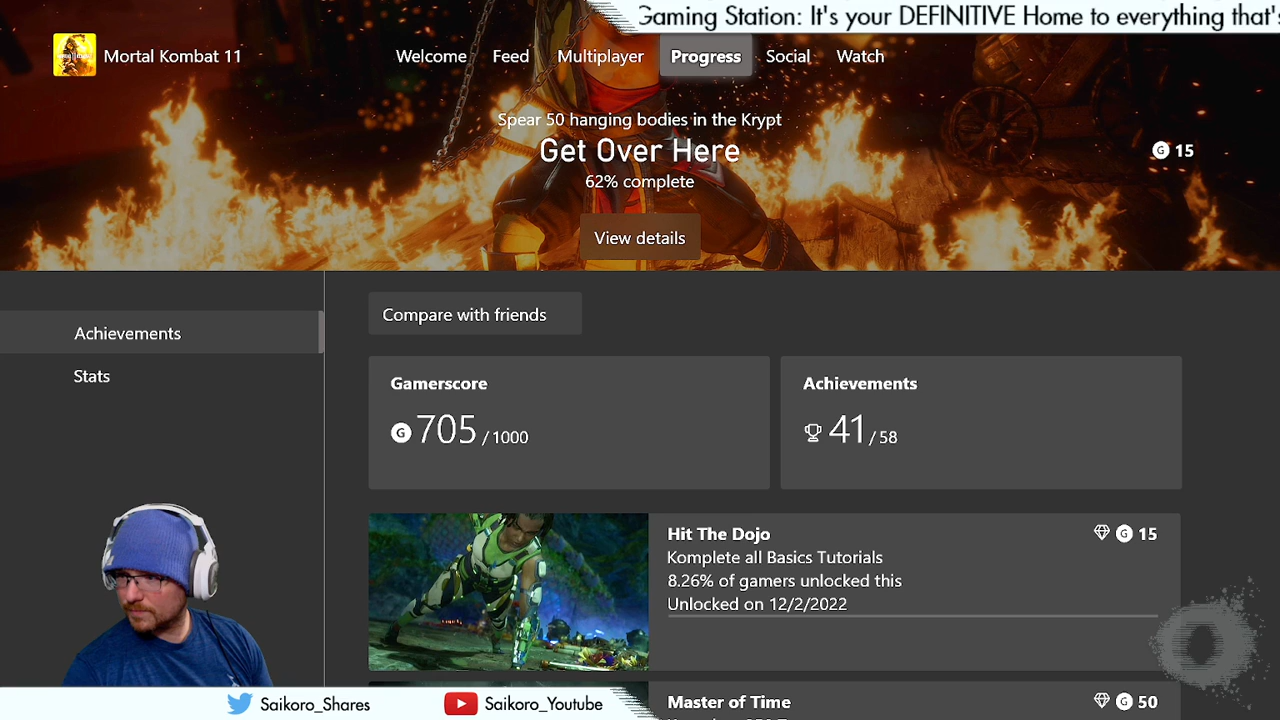 Gaming Station: It's your DEFINITIVE Home to everything that's
Mortal Kombat 11
Welcome
Feed
Multiplayer
Progress
Social
Watch
Spear 50 hanging bodies in the Krypt
Get Over Here
G 15
62% complete
View details
Achievements
Stats
Compare with friends
Gamerscore
G 705 / 1000
Achievements
41 / 58
Hit The Dojo
G 15
Komplete all Basics Tutorials
8.26% of gamers unlocked this
Unlocked on 12/2/2022
Master of Time
G 50
Saikoro_Shares
Saikoro_Youtube